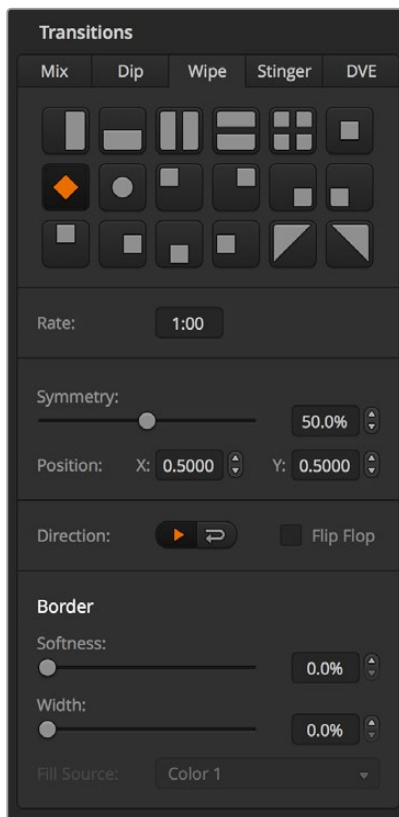 Transitions
Mix Dip Wipe Stinger DVE
Rate: 1:00
Symmetry:
50.0%
Position: X: 0.5000 Y: 0.5000
Direction: Flip Flop
Border
Softness:
0.0%
Width:
0.0%
Fill Source: Color 1